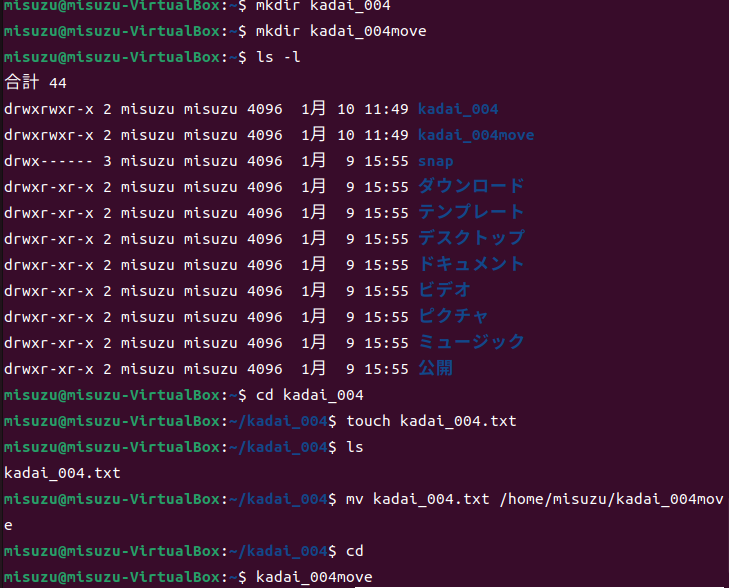 misuzu@misuzu-VirtualBox:~$ mkdir kadai_004
misuzu@misuzu-VirtualBox:~$ mkdir kadai_004move
misuzu@misuzu-VirtualBox:~$ ls -l
合計 44
drwxrwxr-x 2 misuzu misuzu 4096  1月 10 11:49 kadai_004
drwxrwxr-x 2 misuzu misuzu 4096  1月 10 11:49 kadai_004move
drwx------ 3 misuzu misuzu 4096  1月  9 15:55 snap
drwxr-xr-x 2 misuzu misuzu 4096  1月  9 15:55 ダウンロード
drwxr-xr-x 2 misuzu misuzu 4096  1月  9 15:55 テンプレート
drwxr-xr-x 2 misuzu misuzu 4096  1月  9 15:55 デスクトップ
drwxr-xr-x 2 misuzu misuzu 4096  1月  9 15:55 ドキュメント
drwxr-xr-x 2 misuzu misuzu 4096  1月  9 15:55 ビデオ
drwxr-xr-x 2 misuzu misuzu 4096  1月  9 15:55 ピクチャ
drwxr-xr-x 2 misuzu misuzu 4096  1月  9 15:55 ミュージック
drwxr-xr-x 2 misuzu misuzu 4096  1月  9 15:55 公開
misuzu@misuzu-VirtualBox:~$ cd kadai_004
misuzu@misuzu-VirtualBox:~/kadai_004$ touch kadai_004.txt
misuzu@misuzu-VirtualBox:~/kadai_004$ ls
kadai_004.txt
misuzu@misuzu-VirtualBox:~/kadai_004$ mv kadai_004.txt /home/misuzu/kadai_004mov
e
misuzu@misuzu-VirtualBox:~/kadai_004$ cd
misuzu@misuzu-VirtualBox:~$ kadai_004move